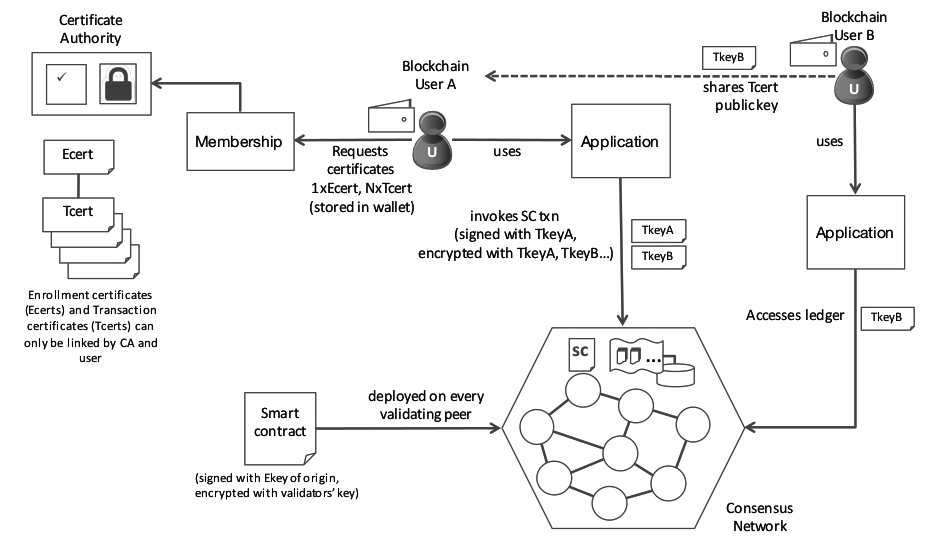 Certificate
Authority
✓
Ecert
Tcert
Enrollment certificates
(Ecerts) and Transaction
certificates (Tcerts) can
only be linked by CA and
user
Membership
Blockchain
User A
U
Requests
certificates
1xEcert, NxTcert
(stored in wallet)
uses
Application
Blockchain
User B
U
TkeyB
shares Tcert
public key
uses
Application
invokes SC txn
(signed with TkeyA,
encrypted with TkeyA, TkeyB...)
TkeyA
TkeyB
Accesses ledger
TkeyB
SC
...
Smart
contract
(signed with Ekey of origin,
encrypted with validators' key)
deployed on every
validating peer
Consensus
Network